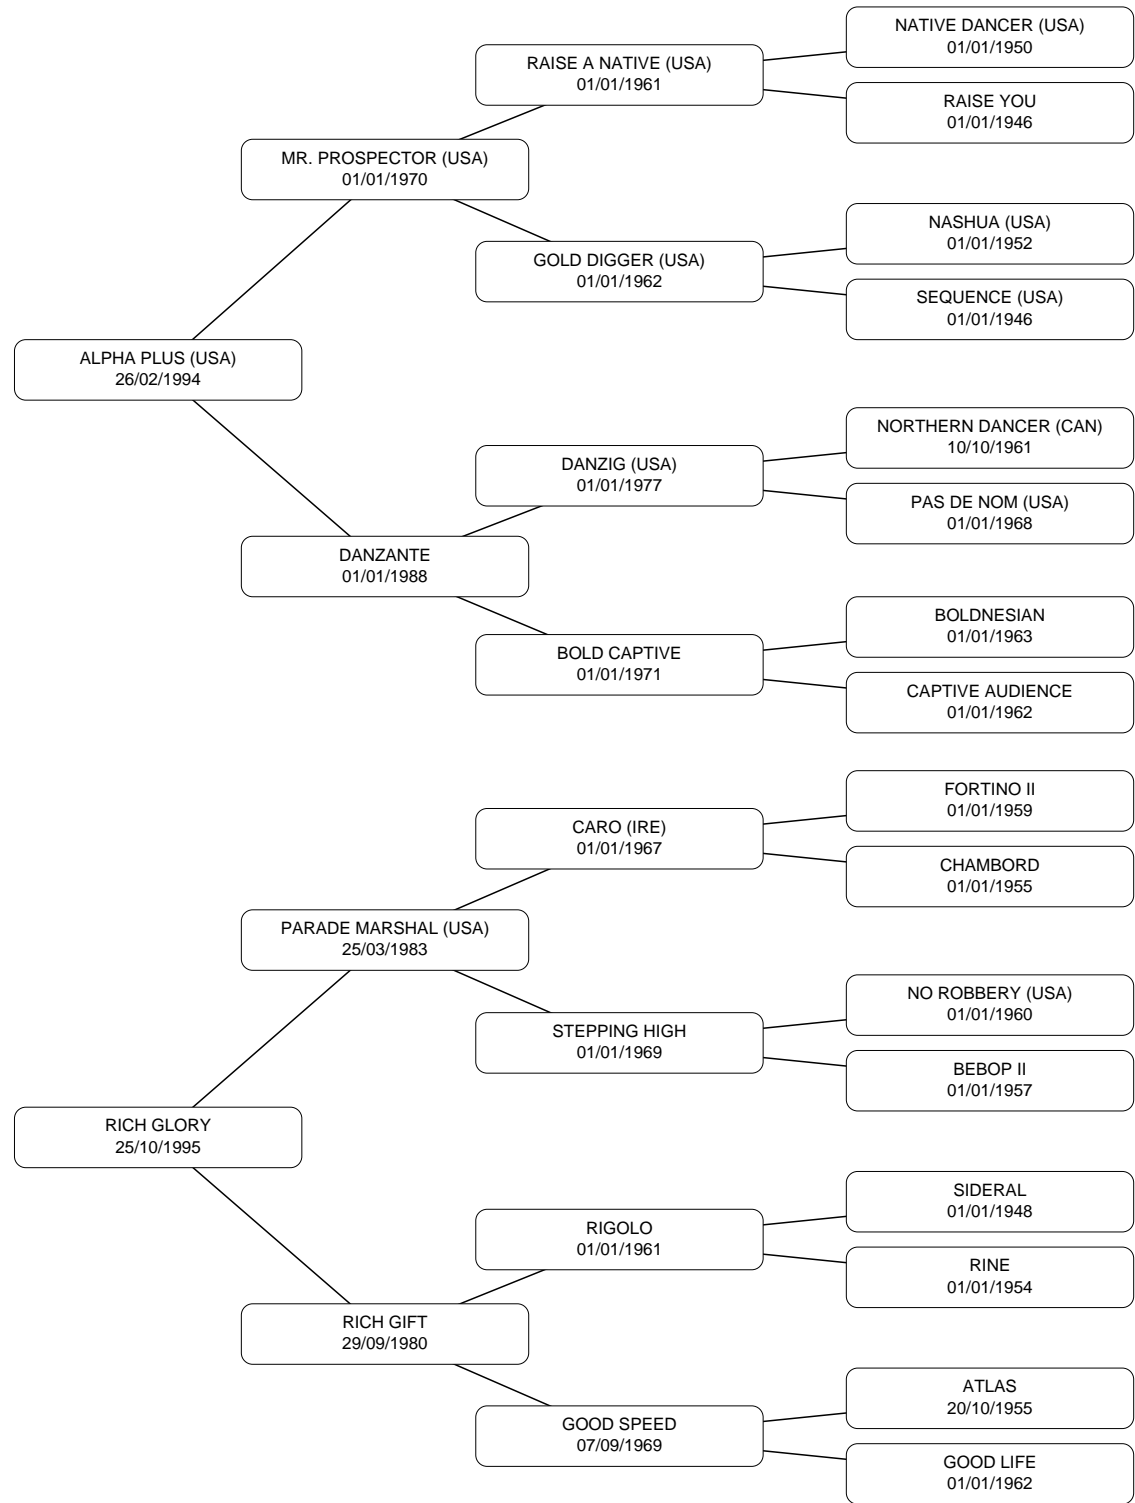 NATIVE DANCER (USA)
01/01/1950
RAISE A NATIVE (USA)
01/01/1961
RAISE YOU
01/01/1946
MR. PROSPECTOR (USA)
01/01/1970
NASHUA (USA)
01/01/1952
GOLD DIGGER (USA)
01/01/1962
SEQUENCE (USA)
01/01/1946
ALPHA PLUS (USA)
26/02/1994
NORTHERN DANCER (CAN)
10/10/1961
DANZIG (USA)
01/01/1977
PAS DE NOM (USA)
01/01/1968
DANZANTE
01/01/1988
BOLDNESIAN
01/01/1963
BOLD CAPTIVE
01/01/1971
CAPTIVE AUDIENCE
01/01/1962
FORTINO II
01/01/1959
CARO (IRE)
01/01/1967
CHAMBORD
01/01/1955
PARADE MARSHAL (USA)
25/03/1983
NO ROBBERY (USA)
01/01/1960
STEPPING HIGH
01/01/1969
BEBOP II
01/01/1957
RICH GLORY
25/10/1995
SIDERAL
01/01/1948
RIGOLO
01/01/1961
RINE
01/01/1954
RICH GIFT
29/09/1980
ATLAS
20/10/1955
GOOD SPEED
07/09/1969
GOOD LIFE
01/01/1962